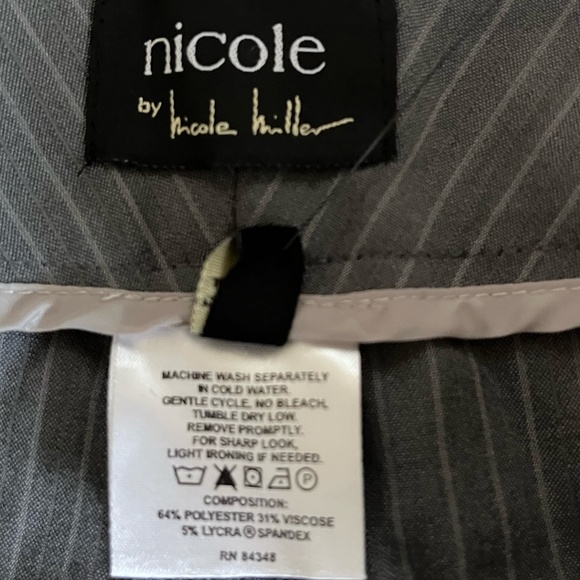 nicole
by nicole miller
MACHINE WASH SEPARATELY
IN COLD WATER.
GENTLE CYCLE, NO BLEACH,
TUMBLE DRY LOW.
REMOVE PROMPTLY.
FOR SHARP LOOK,
LIGHT IRONING IF NEEDED.
P
COMPOSITION:
64% POLYESTER 31% VISCOSE
5% LYCRA® SPANDEX
RN 84348